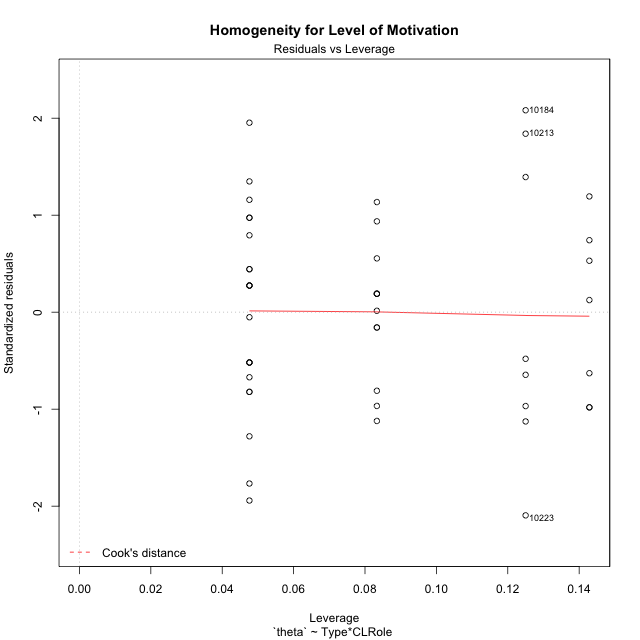 Homogeneity for Level of Motivation
Residuals vs Leverage
Standardized residuals
2
1
0
-1
-2
10184
10213
10223
Cook's distance
0.00 0.02 0.04 0.06 0.08 0.10 0.12 0.14
Leverage
`theta` ~ Type*CLRole